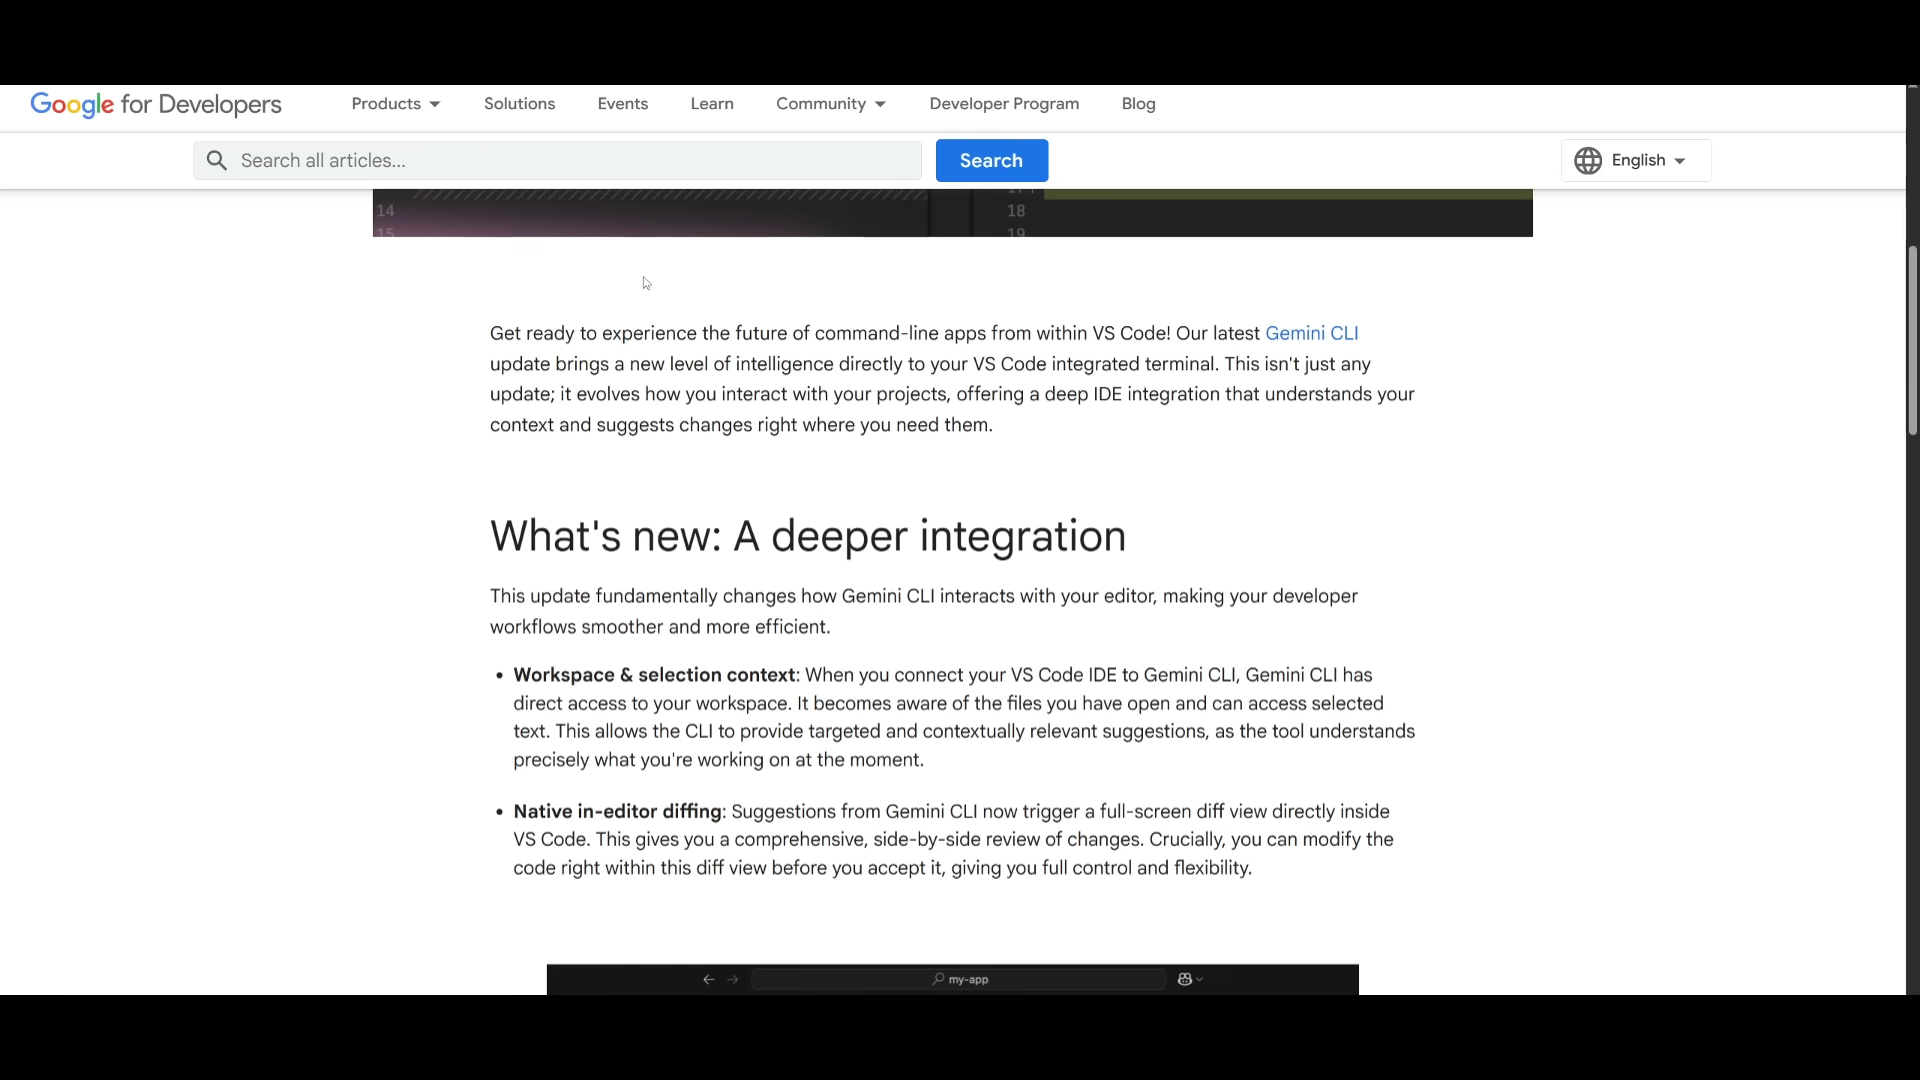 Google for Developers Products Solutions Events Learn Community Developer Program Blog
Search all articles... Search English
14 18
15 19
Get ready to experience the future of command-line apps from within VS Code! Our latest Gemini CLI
update brings a new level of intelligence directly to your VS Code integrated terminal. This isn't just any
update; it evolves how you interact with your projects, offering a deep IDE integration that understands your
context and suggests changes right where you need them.
What's new: A deeper integration
This update fundamentally changes how Gemini CLI interacts with your editor, making your developer
workflows smoother and more efficient.
• Workspace & selection context: When you connect your VS Code IDE to Gemini CLI, Gemini CLI has
direct access to your workspace. It becomes aware of the files you have open and can access selected
text. This allows the CLI to provide targeted and contextually relevant suggestions, as the tool understands
precisely what you're working on at the moment.
• Native in-editor diffing: Suggestions from Gemini CLI now trigger a full-screen diff view directly inside
VS Code. This gives you a comprehensive, side-by-side review of changes. Crucially, you can modify the
code right within this diff view before you accept it, giving you full control and flexibility.
my-app